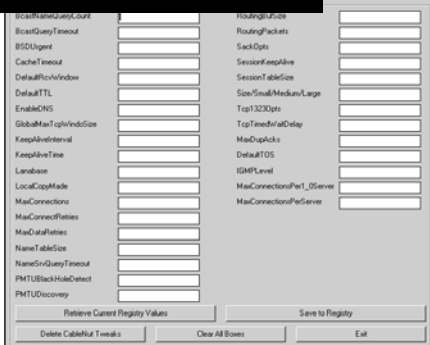 BcastNameQueryCount
BcastQueryTimeout
BSDUrgent
CacheTimeout
DefaultRcvWindow
DefaultTTL
EnableDNS
GlobalMaxTcpWindoSize
KeepAliveInterval
KeepAliveTime
Lanabase
LocalCopyMade
MaxConnections
MaxConnectRetries
MaxDataRetries
NameTableSize
NameSrvQueryTimeout
PMTUBlackHoleDetect
PMTUDiscovery
RoutingBufSize
RoutingPackets
SackOpts
SessionKeepAlive
SessionTableSize
Size/Small/Medium/Large
Tcp1323Opts
TcpTimedWaitDelay
MaxDupAcks
DefaultTOS
IGMPLevel
MaxConnectionsPer1_0Server
MaxConnectionsPerServer
Retrieve Current Registry Values
Save to Registry
Delete CableNut Tweaks
Clear All Boxes
Exit